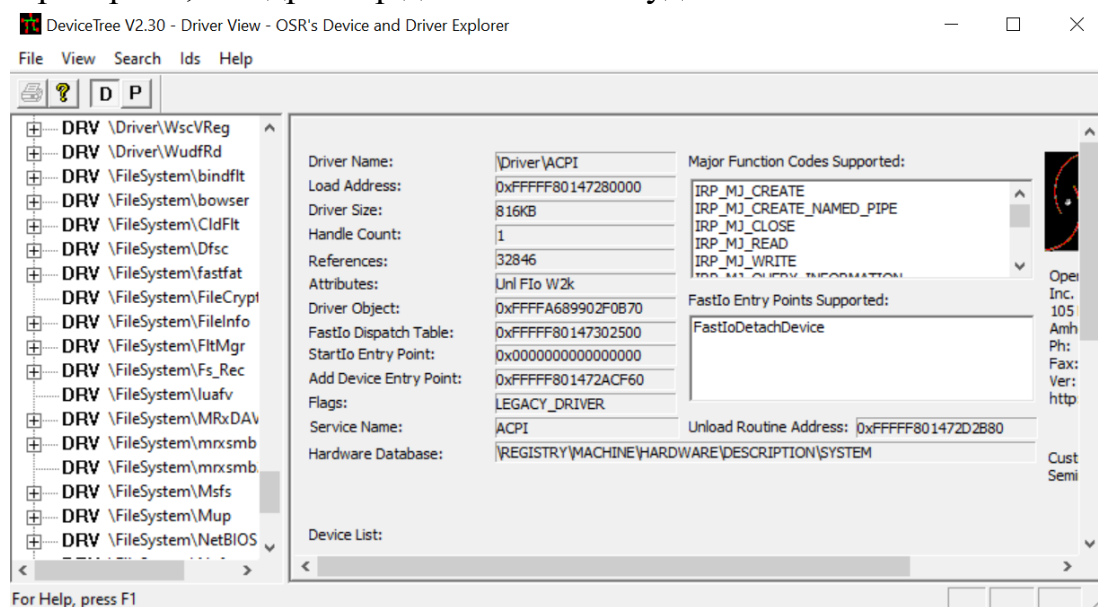 DeviceTree V2.30 - Driver View - OSR's Device and Driver Explorer
File View Search Ids Help
D P
DRV \Driver\WscVReg
DRV \Driver\WudfRd
DRV \FileSystem\bindflt
DRV \FileSystem\bowser
DRV \FileSystem\CldFlt
DRV \FileSystem\Dfsc
DRV \FileSystem\fastfat
DRV \FileSystem\FileCrypt
DRV \FileSystem\FileInfo
DRV \FileSystem\FltMgr
DRV \FileSystem\Fs_Rec
DRV \FileSystem\luafv
DRV \FileSystem\MRxDAV
DRV \FileSystem\mrxsmb
DRV \FileSystem\mrxsmb
DRV \FileSystem\Msfs
DRV \FileSystem\Mup
DRV \FileSystem\NetBIOS
Driver Name: \Driver\ACPI
Load Address: 0xFFFFF80147280000
Driver Size: 816KB
Handle Count: 1
References: 32846
Attributes: Unl FIo W2k
Driver Object: 0xFFFFA689902F0B70
FastIo Dispatch Table: 0xFFFFF80147302500
StartIo Entry Point: 0x0000000000000000
Add Device Entry Point: 0xFFFFF801472ACF60
Flags: LEGACY_DRIVER
Service Name: ACPI
Hardware Database: \REGISTRY\MACHINE\HARDWARE\DESCRIPTION\SYSTEM
Device List:
Major Function Codes Supported:
IRP_MJ_CREATE
IRP_MJ_CREATE_NAMED_PIPE
IRP_MJ_CLOSE
IRP_MJ_READ
IRP_MJ_WRITE
IRP_MJ_QUERY_INFORMATION
FastIo Entry Points Supported:
FastIoDetachDevice
Unload Routine Address: 0xFFFFF801472D2B80
Oper
Inc.
105
Amh
Ph:
Fax:
Ver:
http
Cust
Semi
For Help, press F1